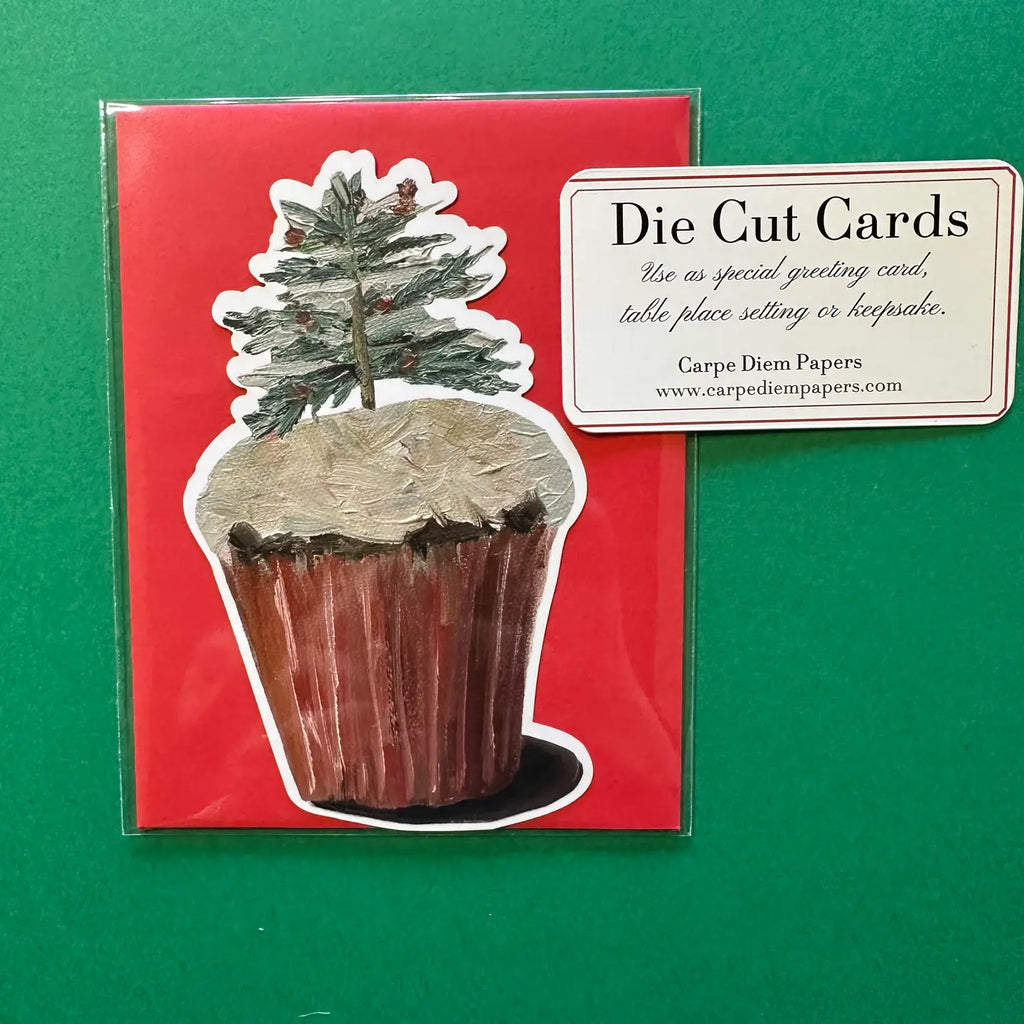 Die Cut Cards
Use as special greeting card,
table place setting or keepsake.
Carpe Diem Papers
www.carpediempapers.com